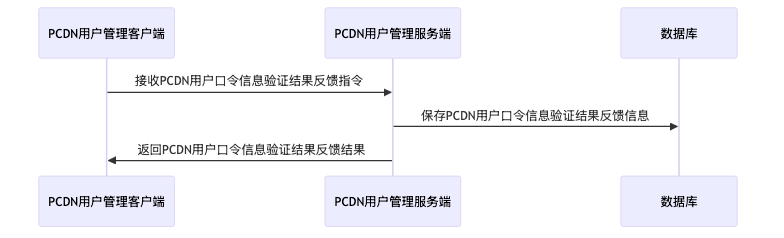 PCDN用户管理客户端
PCDN用户管理服务端
数据库
接收PCDN用户口令信息验证结果反馈指令
保存PCDN用户口令信息验证结果反馈信息
返回PCDN用户口令信息验证结果反馈结果
PCDN用户管理客户端
PCDN用户管理服务端
数据库